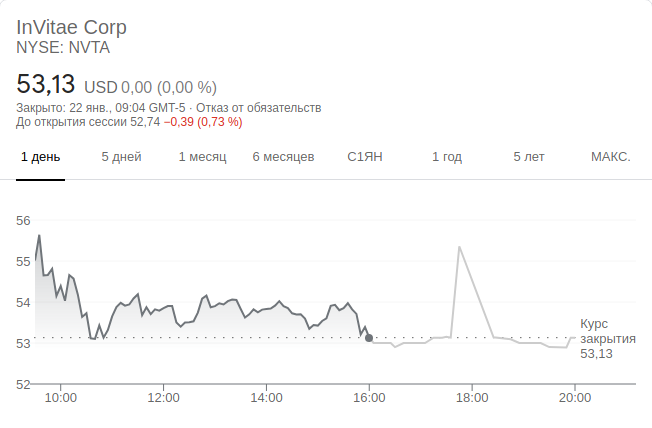 InVitae Corp
NYSE: NVTA
53,13 USD 0,00 (0,00 %)
Закрыто: 22 янв., 09:04 GMT-5 · Отказ от обязательств
До открытия сессии 52,74 −0,39 (0,73 %)
1 день 5 дней 1 месяц 6 месяцев С1ЯН 1 год 5 лет МАКС.
56
55
54
53
52
Курс
закрытия
53,13
10:00 12:00 14:00 16:00 18:00 20:00